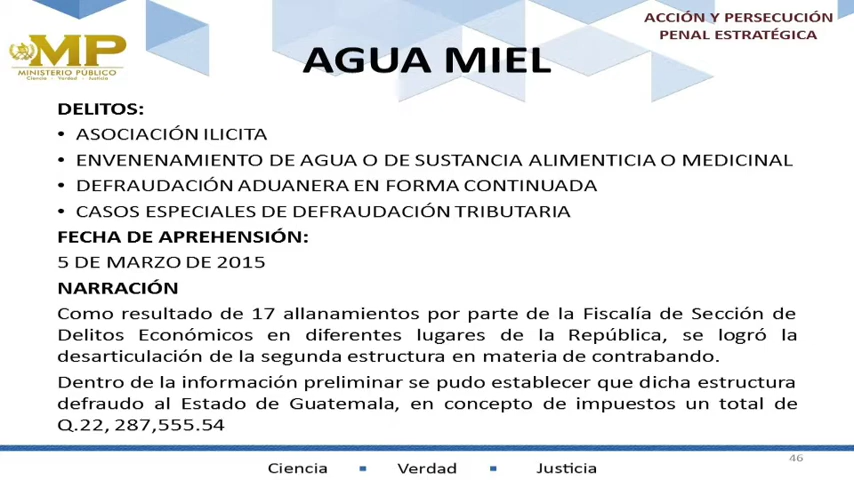 ACCIÓN Y PERSECUCIÓN
PENAL ESTRATÉGICA
MP
MINISTERIO PÚBLICO
Ciencia - Verdad - Justicia
AGUA MIEL
DELITOS:
• ASOCIACIÓN ILICITA
• ENVENENAMIENTO DE AGUA O DE SUSTANCIA ALIMENTICIA O MEDICINAL
• DEFRAUDACIÓN ADUANERA EN FORMA CONTINUADA
• CASOS ESPECIALES DE DEFRAUDACIÓN TRIBUTARIA
FECHA DE APREHENSIÓN:
5 DE MARZO DE 2015
NARRACIÓN
Como resultado de 17 allanamientos por parte de la Fiscalía de Sección de
Delitos Económicos en diferentes lugares de la República, se logró la
desarticulación de la segunda estructura en materia de contrabando.
Dentro de la información preliminar se pudo establecer que dicha estructura
defraudo al Estado de Guatemala, en concepto de impuestos un total de
Q.22, 287,555.54
46
Ciencia ▪ Verdad ▪ Justicia